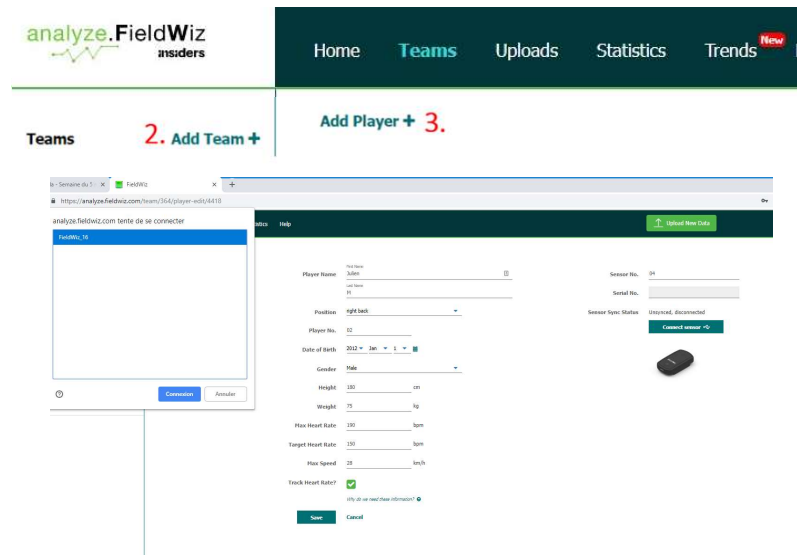 analyze.FieldWiz
insiders
Home Teams Uploads Statistics Trends New
Teams 2. Add Team +
Add Player + 3.
FieldWiz
https://analyze.fieldwiz.com/team/364/player-edit/4418
analyze.fieldwiz.com tente de se connecter
FieldWiz_16
Connexion Annuler
Help
Upload New Data
Player Name First Name Julien
Last Name
H
Position right back
Player No. 02
Date of Birth 2012 Jan 1
Gender Male
Height 180 cm
Weight 75 kg
Max Heart Rate 190 bpm
Target Heart Rate 150 bpm
Max Speed 28 km/h
Track Heart Rate?
Why do we need these information?
Save Cancel
Sensor No. 04
Serial No.
Sensor Sync Status Unsynced, disconnected
Connect sensor